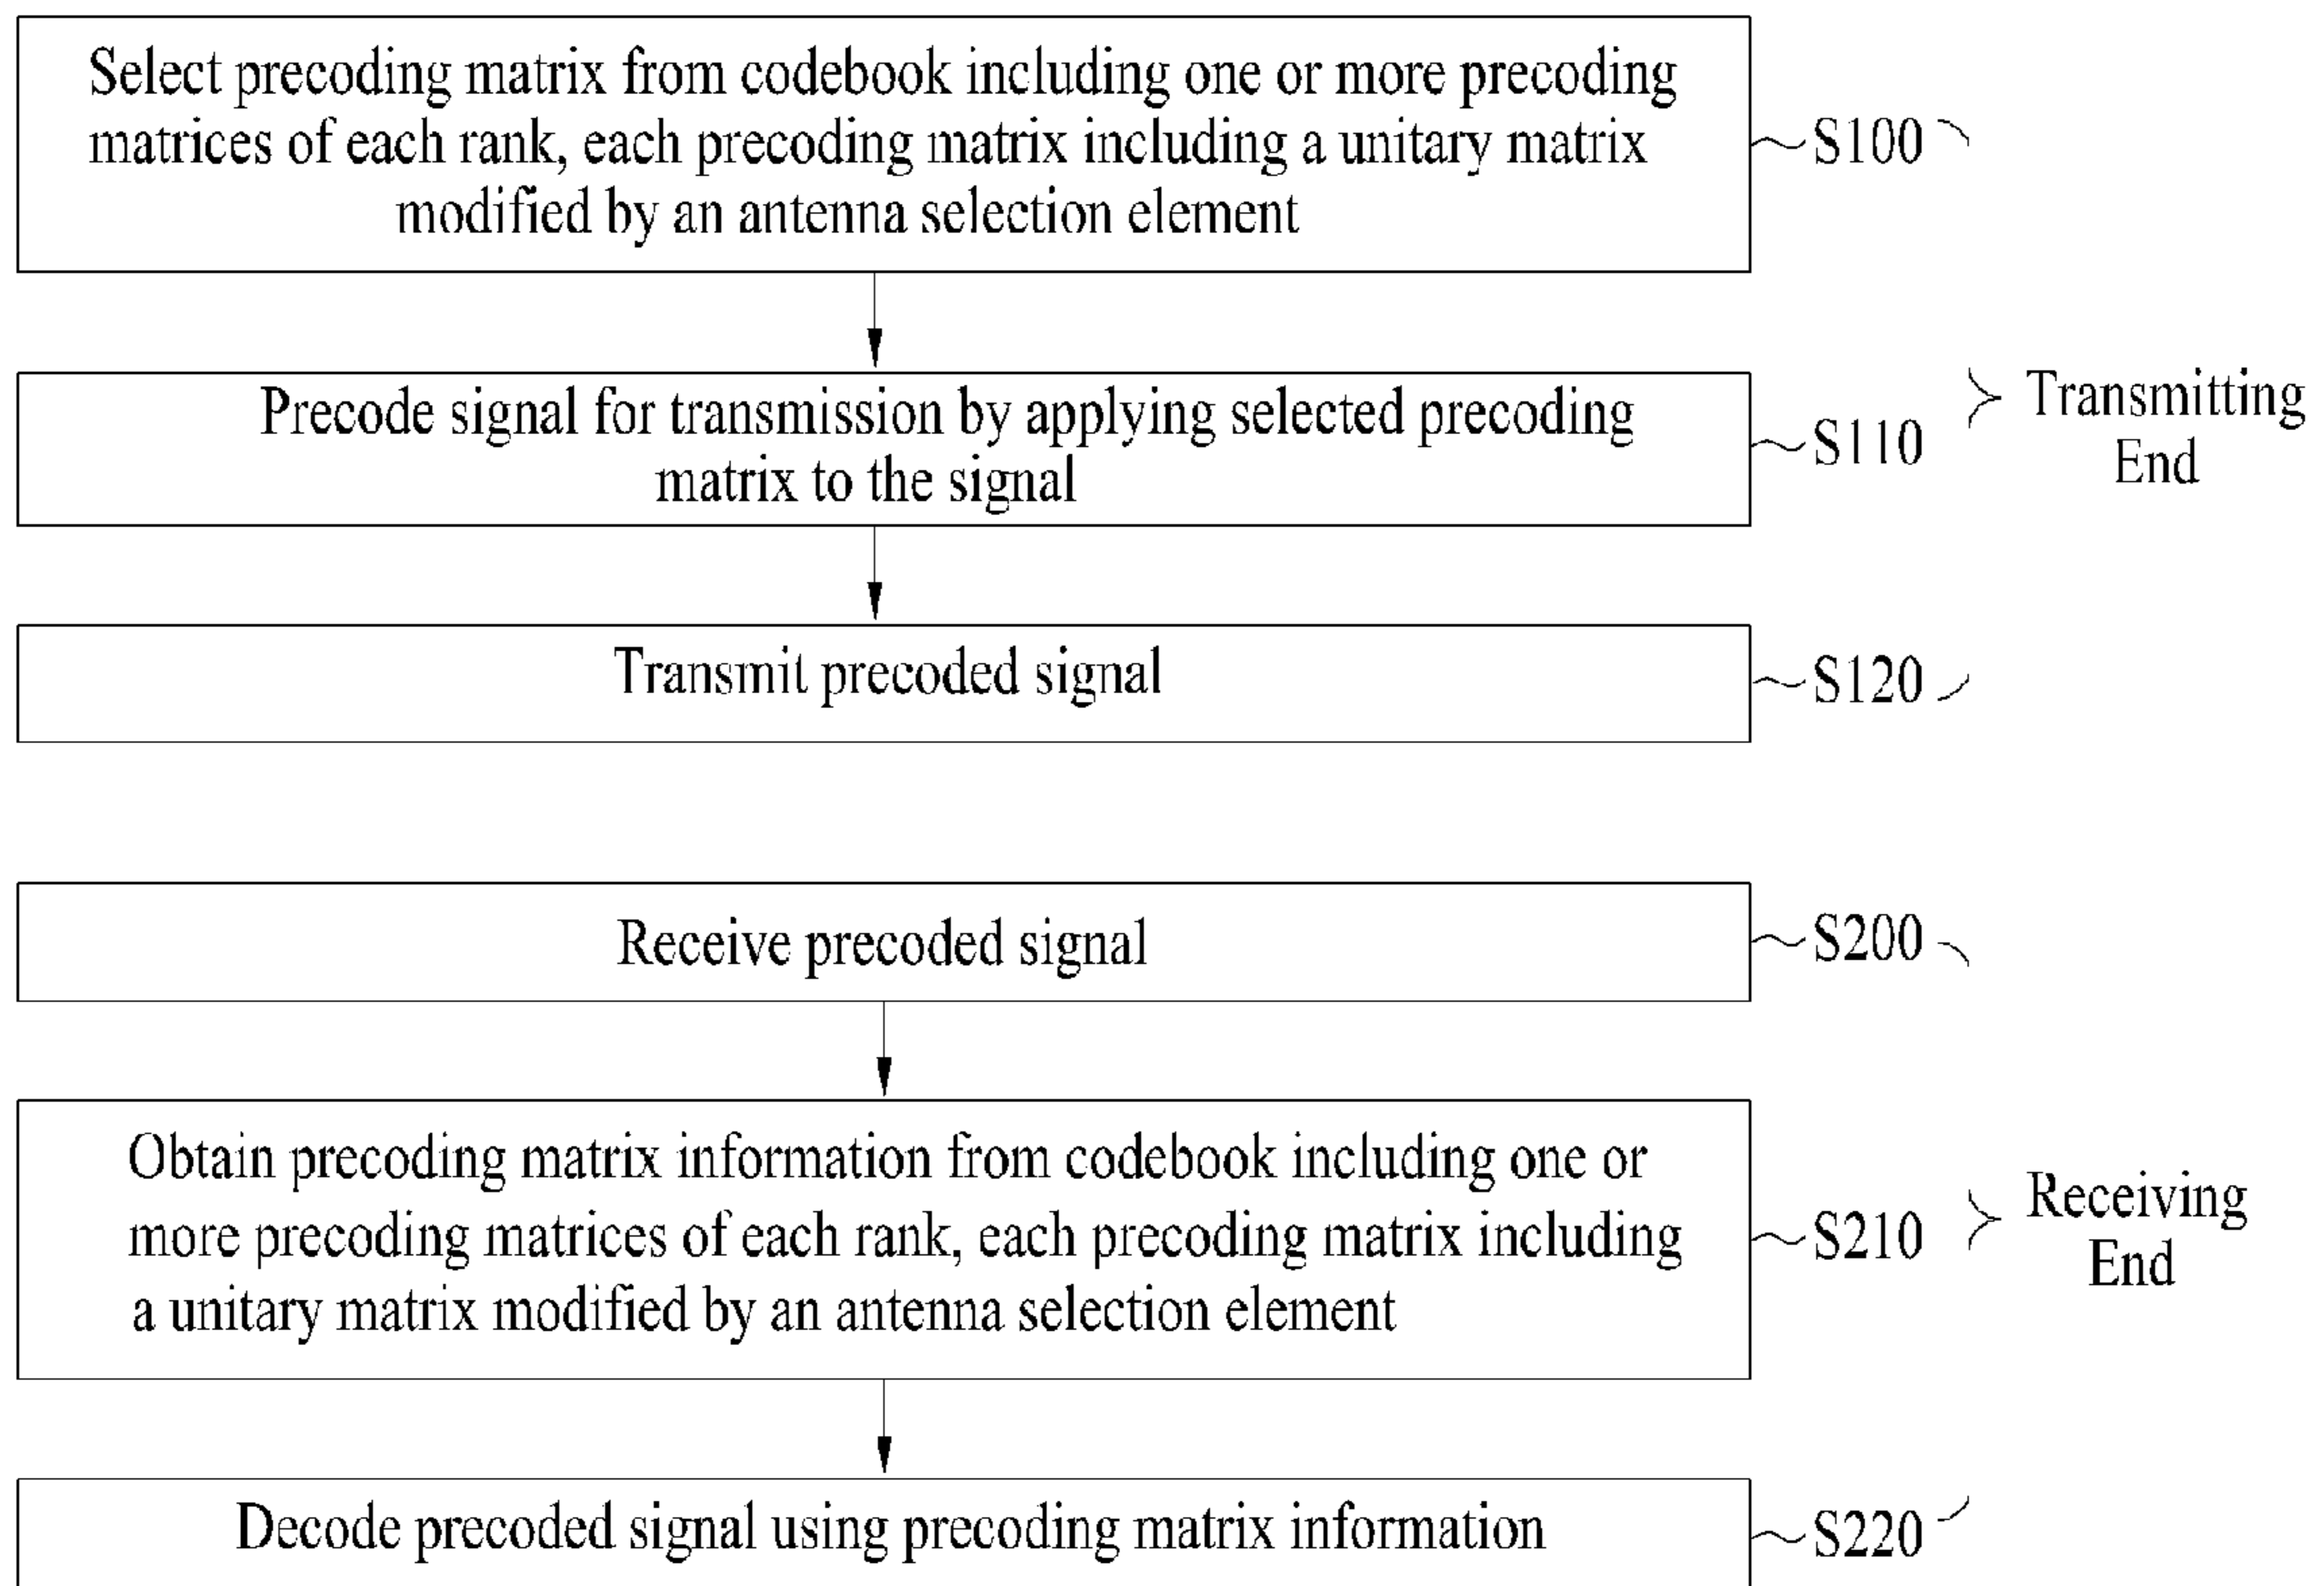 Select precoding matrix from codebook including one or more precoding
matrices of each rank, each precoding matrix including a unitary matrix
modified by an antenna selection element
S100
Precode signal for transmission by applying selected precoding
matrix to the signal
S110
Transmitting
End
Transmit precoded signal
S120
Receive precoded signal
S200
Obtain precoding matrix information from codebook including one or
more precoding matrices of each rank, each precoding matrix including
a unitary matrix modified by an antenna selection element
S210
Receiving
End
Decode precoded signal using precoding matrix information
S220